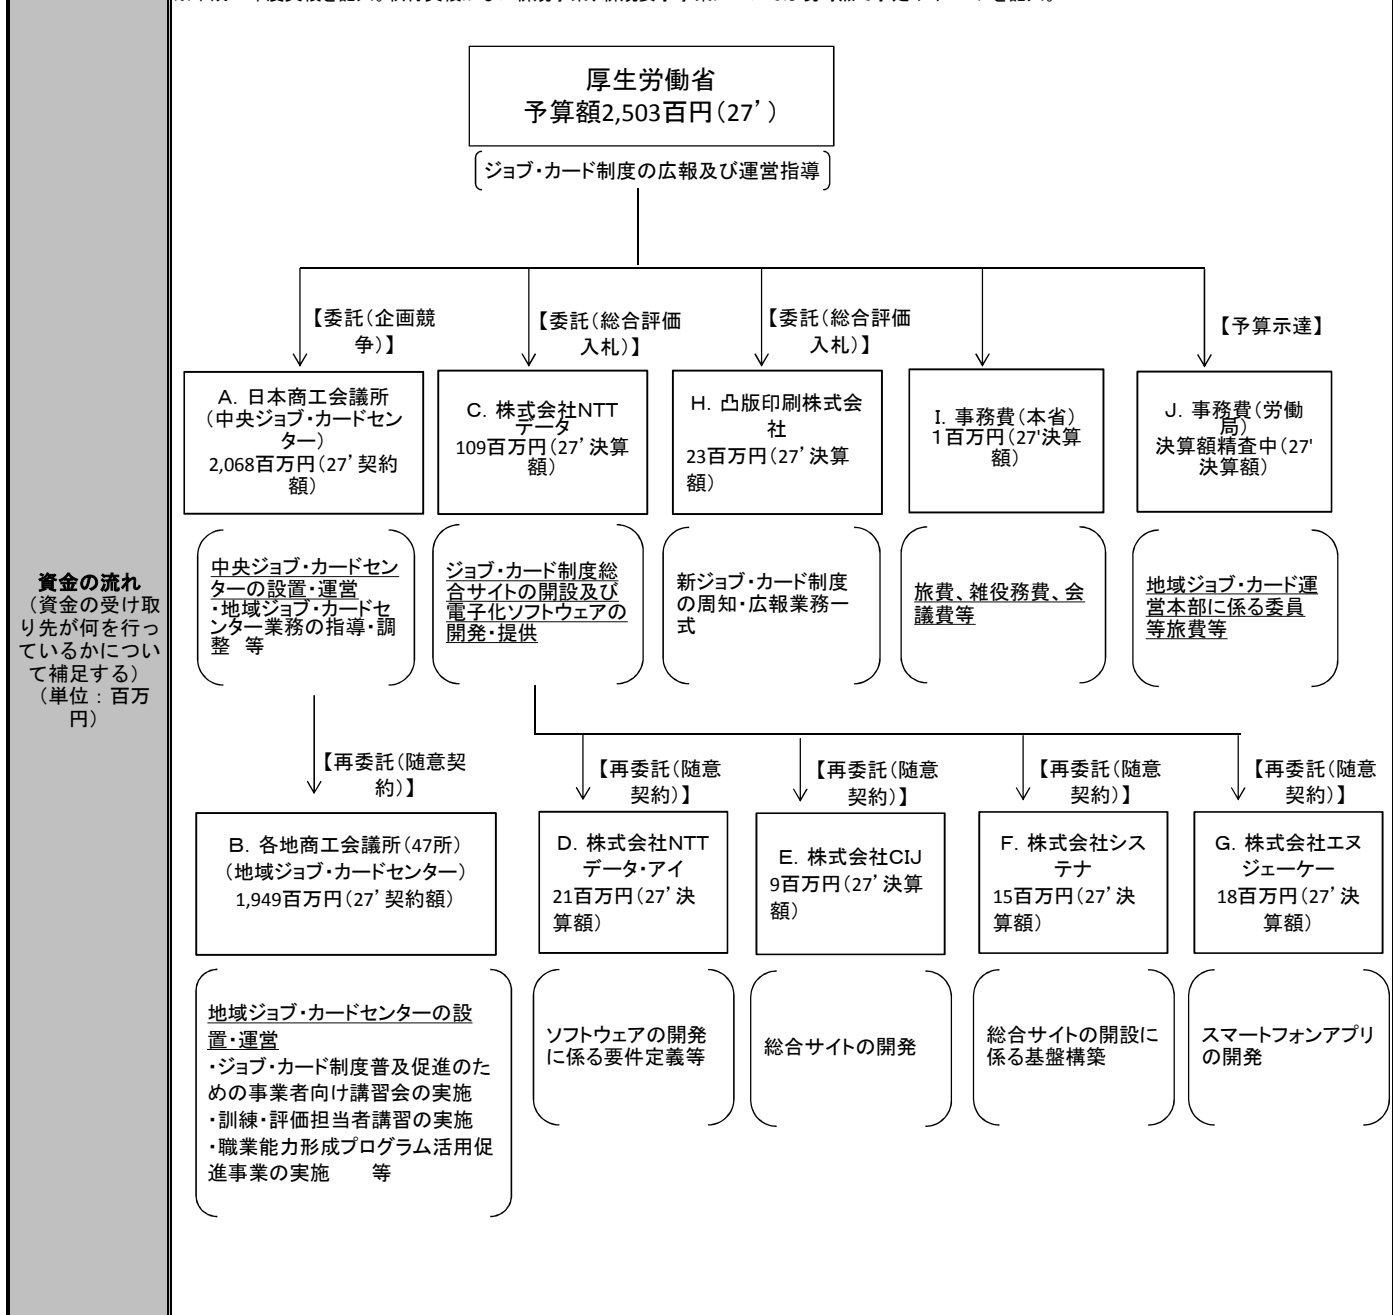 厚生労働省
予算額2,503百円（27’）
ジョブ・カード制度の広報及び運営指導
【委託（企画競
争）】
【委託（総合評価
入札）】
【委託（総合評価
入札）】
【予算示達】
A. 日本商工会議所
（中央ジョブ・カードセン
ター）
2,068百万円（27’契約
額）
C. 株式会社NTT
データ
109百万円（27’決算
額）
H. 凸版印刷株式会
社
23百万円（27’決算
額）
I. 事務費（本省）
1百万円（27'決算
額）
J. 事務費（労働
局）
決算額精査中（27'
決算額）
中央ジョブ・カードセン
ターの設置・運営
・地域ジョブ・カードセ
ンター業務の指導・調
整　等
ジョブ・カード制度総
合サイトの開設及び
電子化ソフトウェアの
開発・提供
新ジョブ・カード制度
の周知・広報業務一
式
旅費、雑役務費、会
議費等
地域ジョブ・カード運
営本部に係る委員
等旅費等
資金の流れ
（資金の受け取
り先が何を行っ
ているかについ
て補足する）
（単位：百万
円）
【再委託（随意契
約）】
【再委託（随意
契約）】
【再委託（随意
契約）】
【再委託（随意
契約）】
【再委託（随意
契約）】
B. 各地商工会議所（47所）
（地域ジョブ・カードセンター）
1,949百万円（27’契約額）
D. 株式会社NTT
データ・アイ
21百万円（27’決
算額）
E. 株式会社CIJ
9百万円（27’決算
額）
F. 株式会社シス
テナ
15百万円（27’決
算額）
G. 株式会社エヌ
ジェーケー
18百万円（27’決
算額）
地域ジョブ・カードセンターの設
置・運営
・ジョブ・カード制度普及促進のた
めの事業者向け講習会の実施
・訓練・評価担当者講習の実施
・職業能力形成プログラム活用促
進事業の実施　　等
ソフトウェアの開発
に係る要件定義等
総合サイトの開発
総合サイトの開設に
係る基盤構築
スマートフォンアプリ
の開発